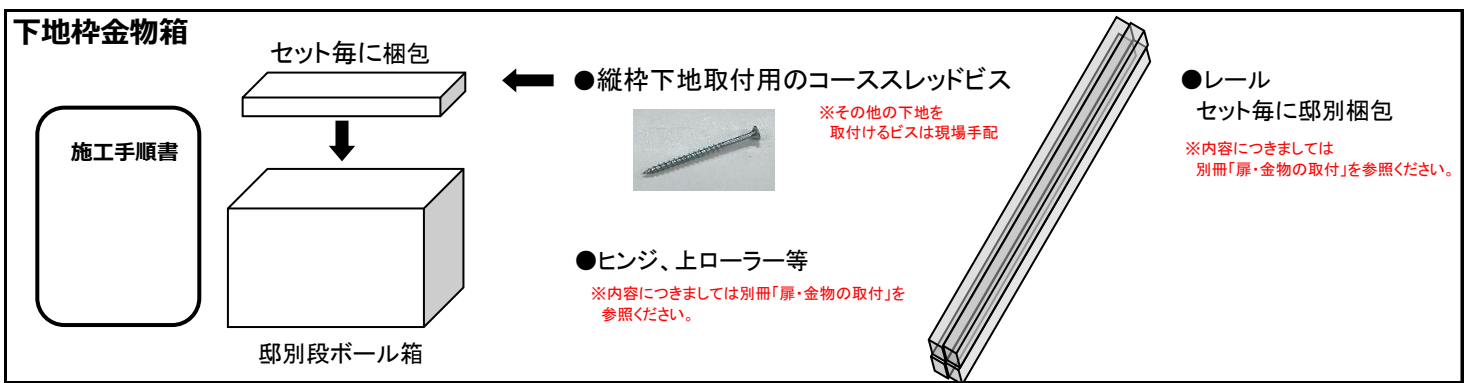 下地枠金物箱
施工手順書
セット毎に梱包
邸別段ボール箱
●縦枠下地取付用のコーススレッドビス
※その他の下地を
取付けるビスは現場手配
●ヒンジ、上ローラー等
※内容につきましては別冊「扉・金物の取付」を
参照ください。
●レール
セット毎に邸別梱包
※内容につきましては
別冊「扉・金物の取付」を参照ください。